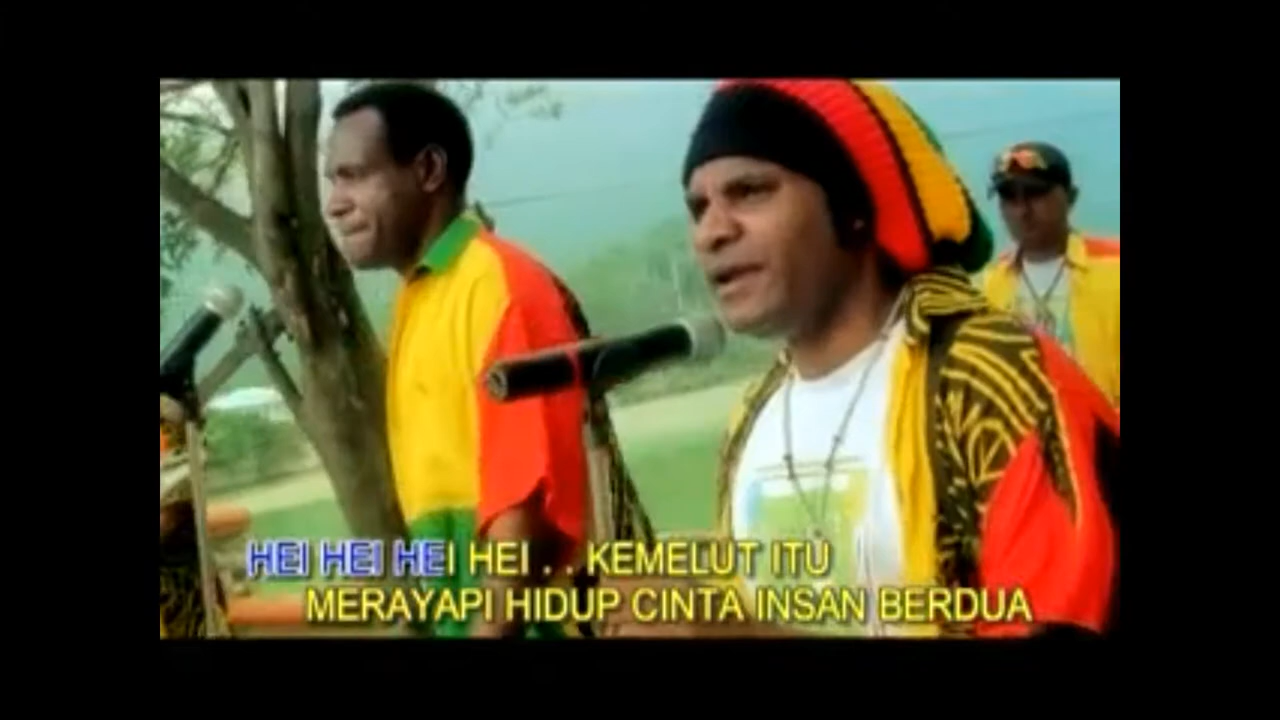 HEI HEI HEI HEI . . KEMELUT ITU
MERAYAPI HIDUP CINTA INSAN BERDUA